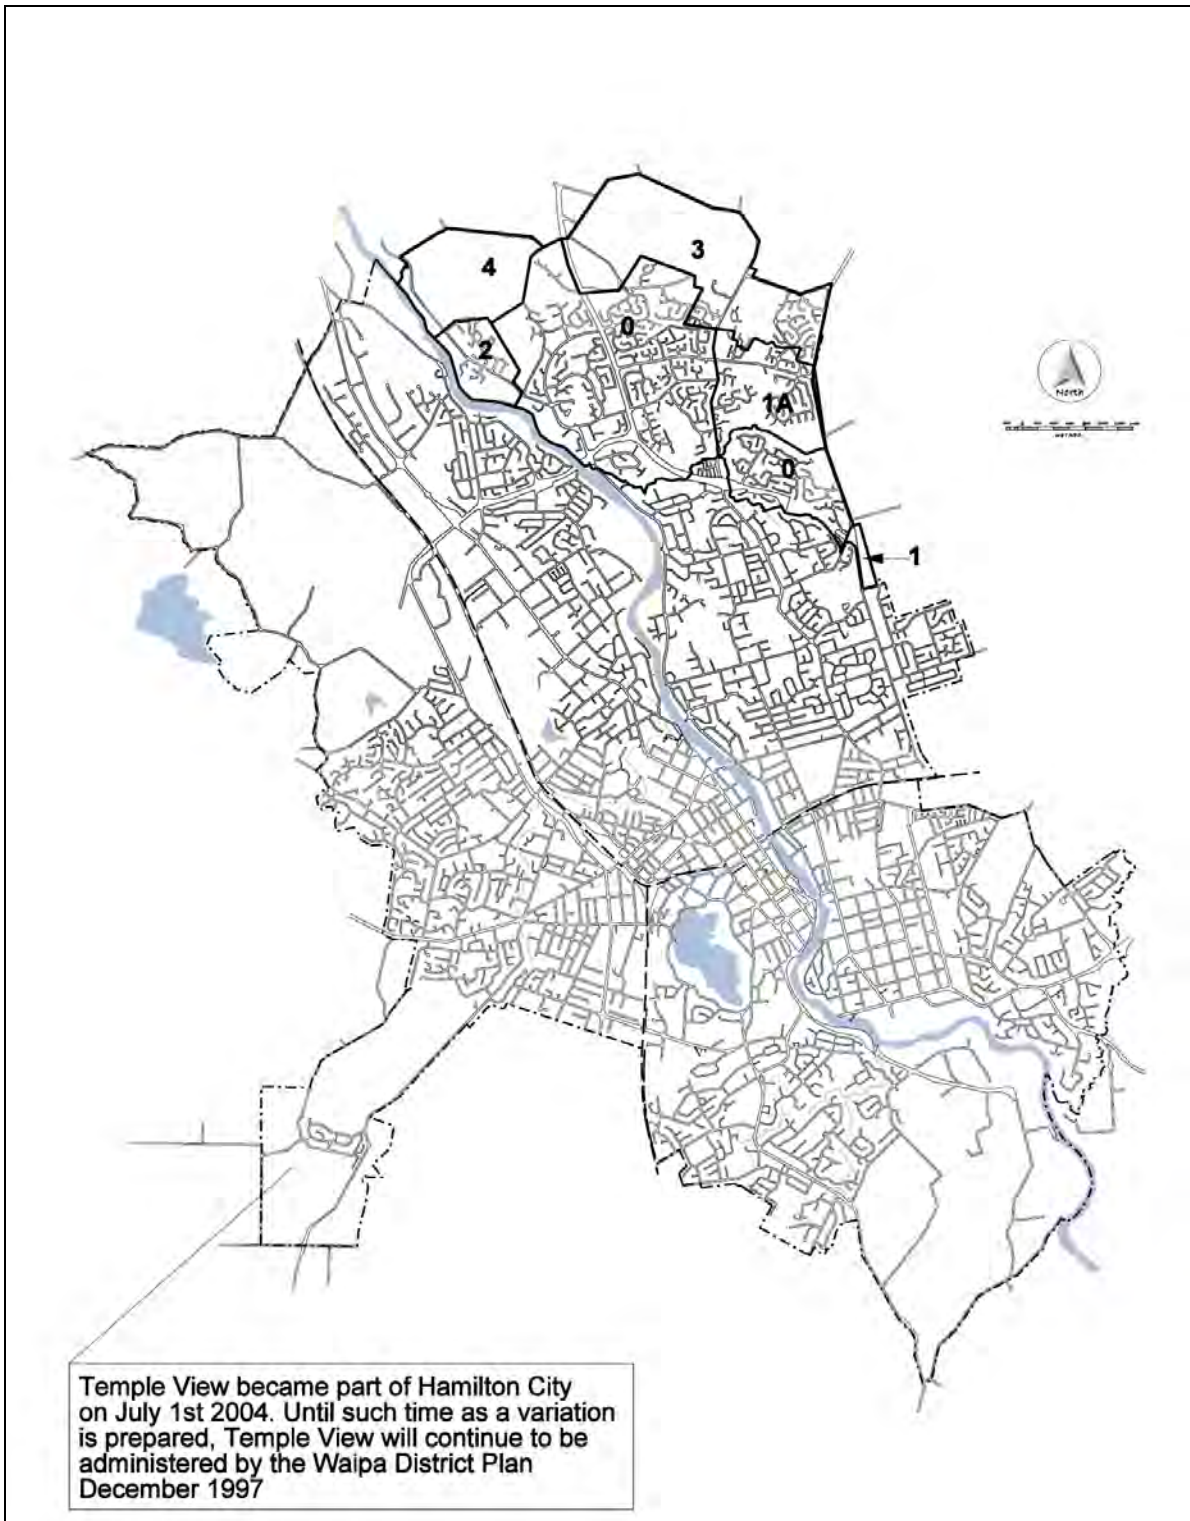 3
4
0
2
North
1A
METRES
0
1
Temple View became part of Hamilton City
on July 1st 2004. Until such time as a variation
is prepared, Temple View will continue to be
administered by the Waipa District Plan
December 1997